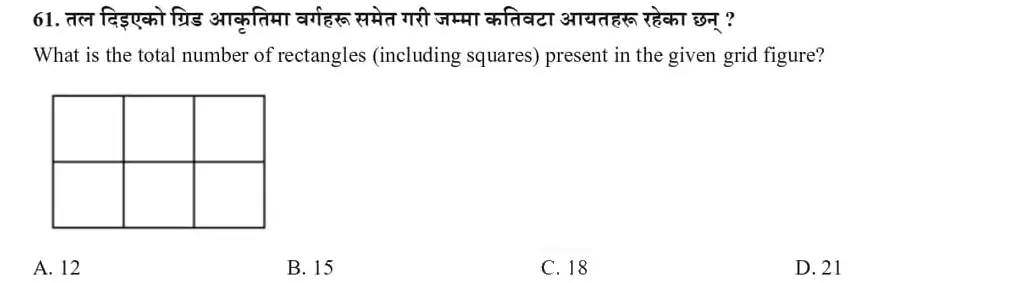 61. तल दिइएको ग्रिड आकृतिमा वर्गहरू समेत गरी जम्मा कतिवटा आयतहरू रहेका छन् ?
What is the total number of rectangles (including squares) present in the given grid figure?
A. 12 B. 15 C. 18 D. 21